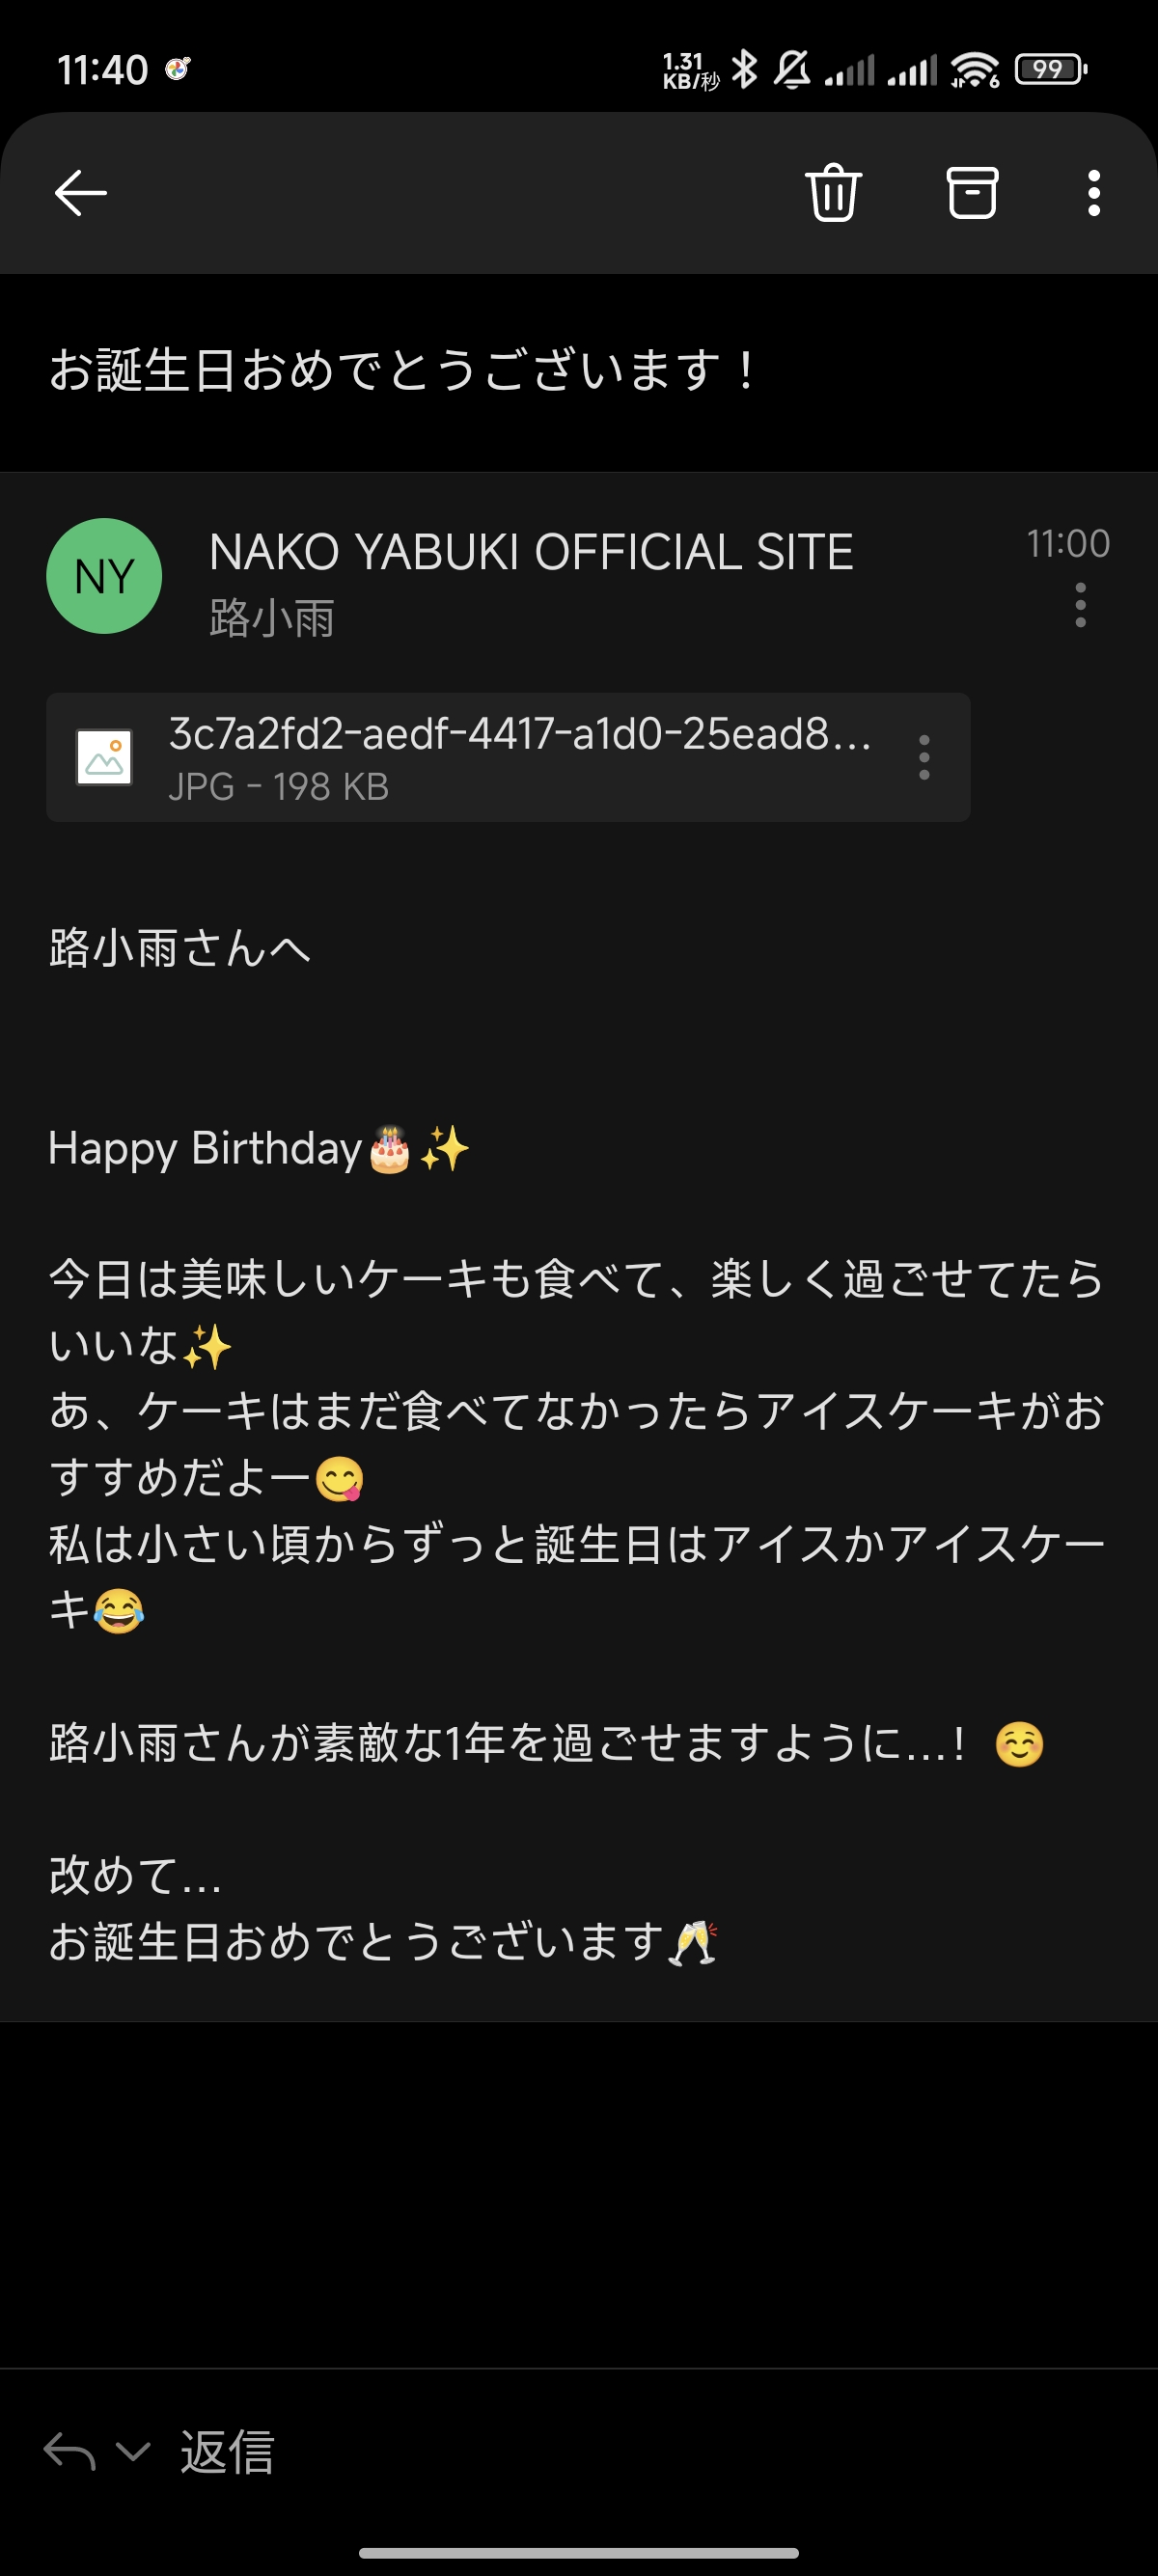 11:40
1.31
KB/秒
6
99
お誕生日おめでとうございます！
NY
NAKO YABUKI OFFICIAL SITE
11:00
路小雨
3c7a2fd2-aedf-4417-a1d0-25ead8...
JPG - 198 KB
路小雨さんへ
Happy Birthday🎂✨
今日は美味しいケーキも食べて、楽しく過ごせてたら
いいな✨
あ、ケーキはまだ食べてなかったらアイスケーキがお
すすめだよー😋
私は小さい頃からずっと誕生日はアイスかアイスケー
キ😂
路小雨さんが素敵な1年を過ごせますように...！☺️
改めて...
お誕生日おめでとうございます🥂
返信